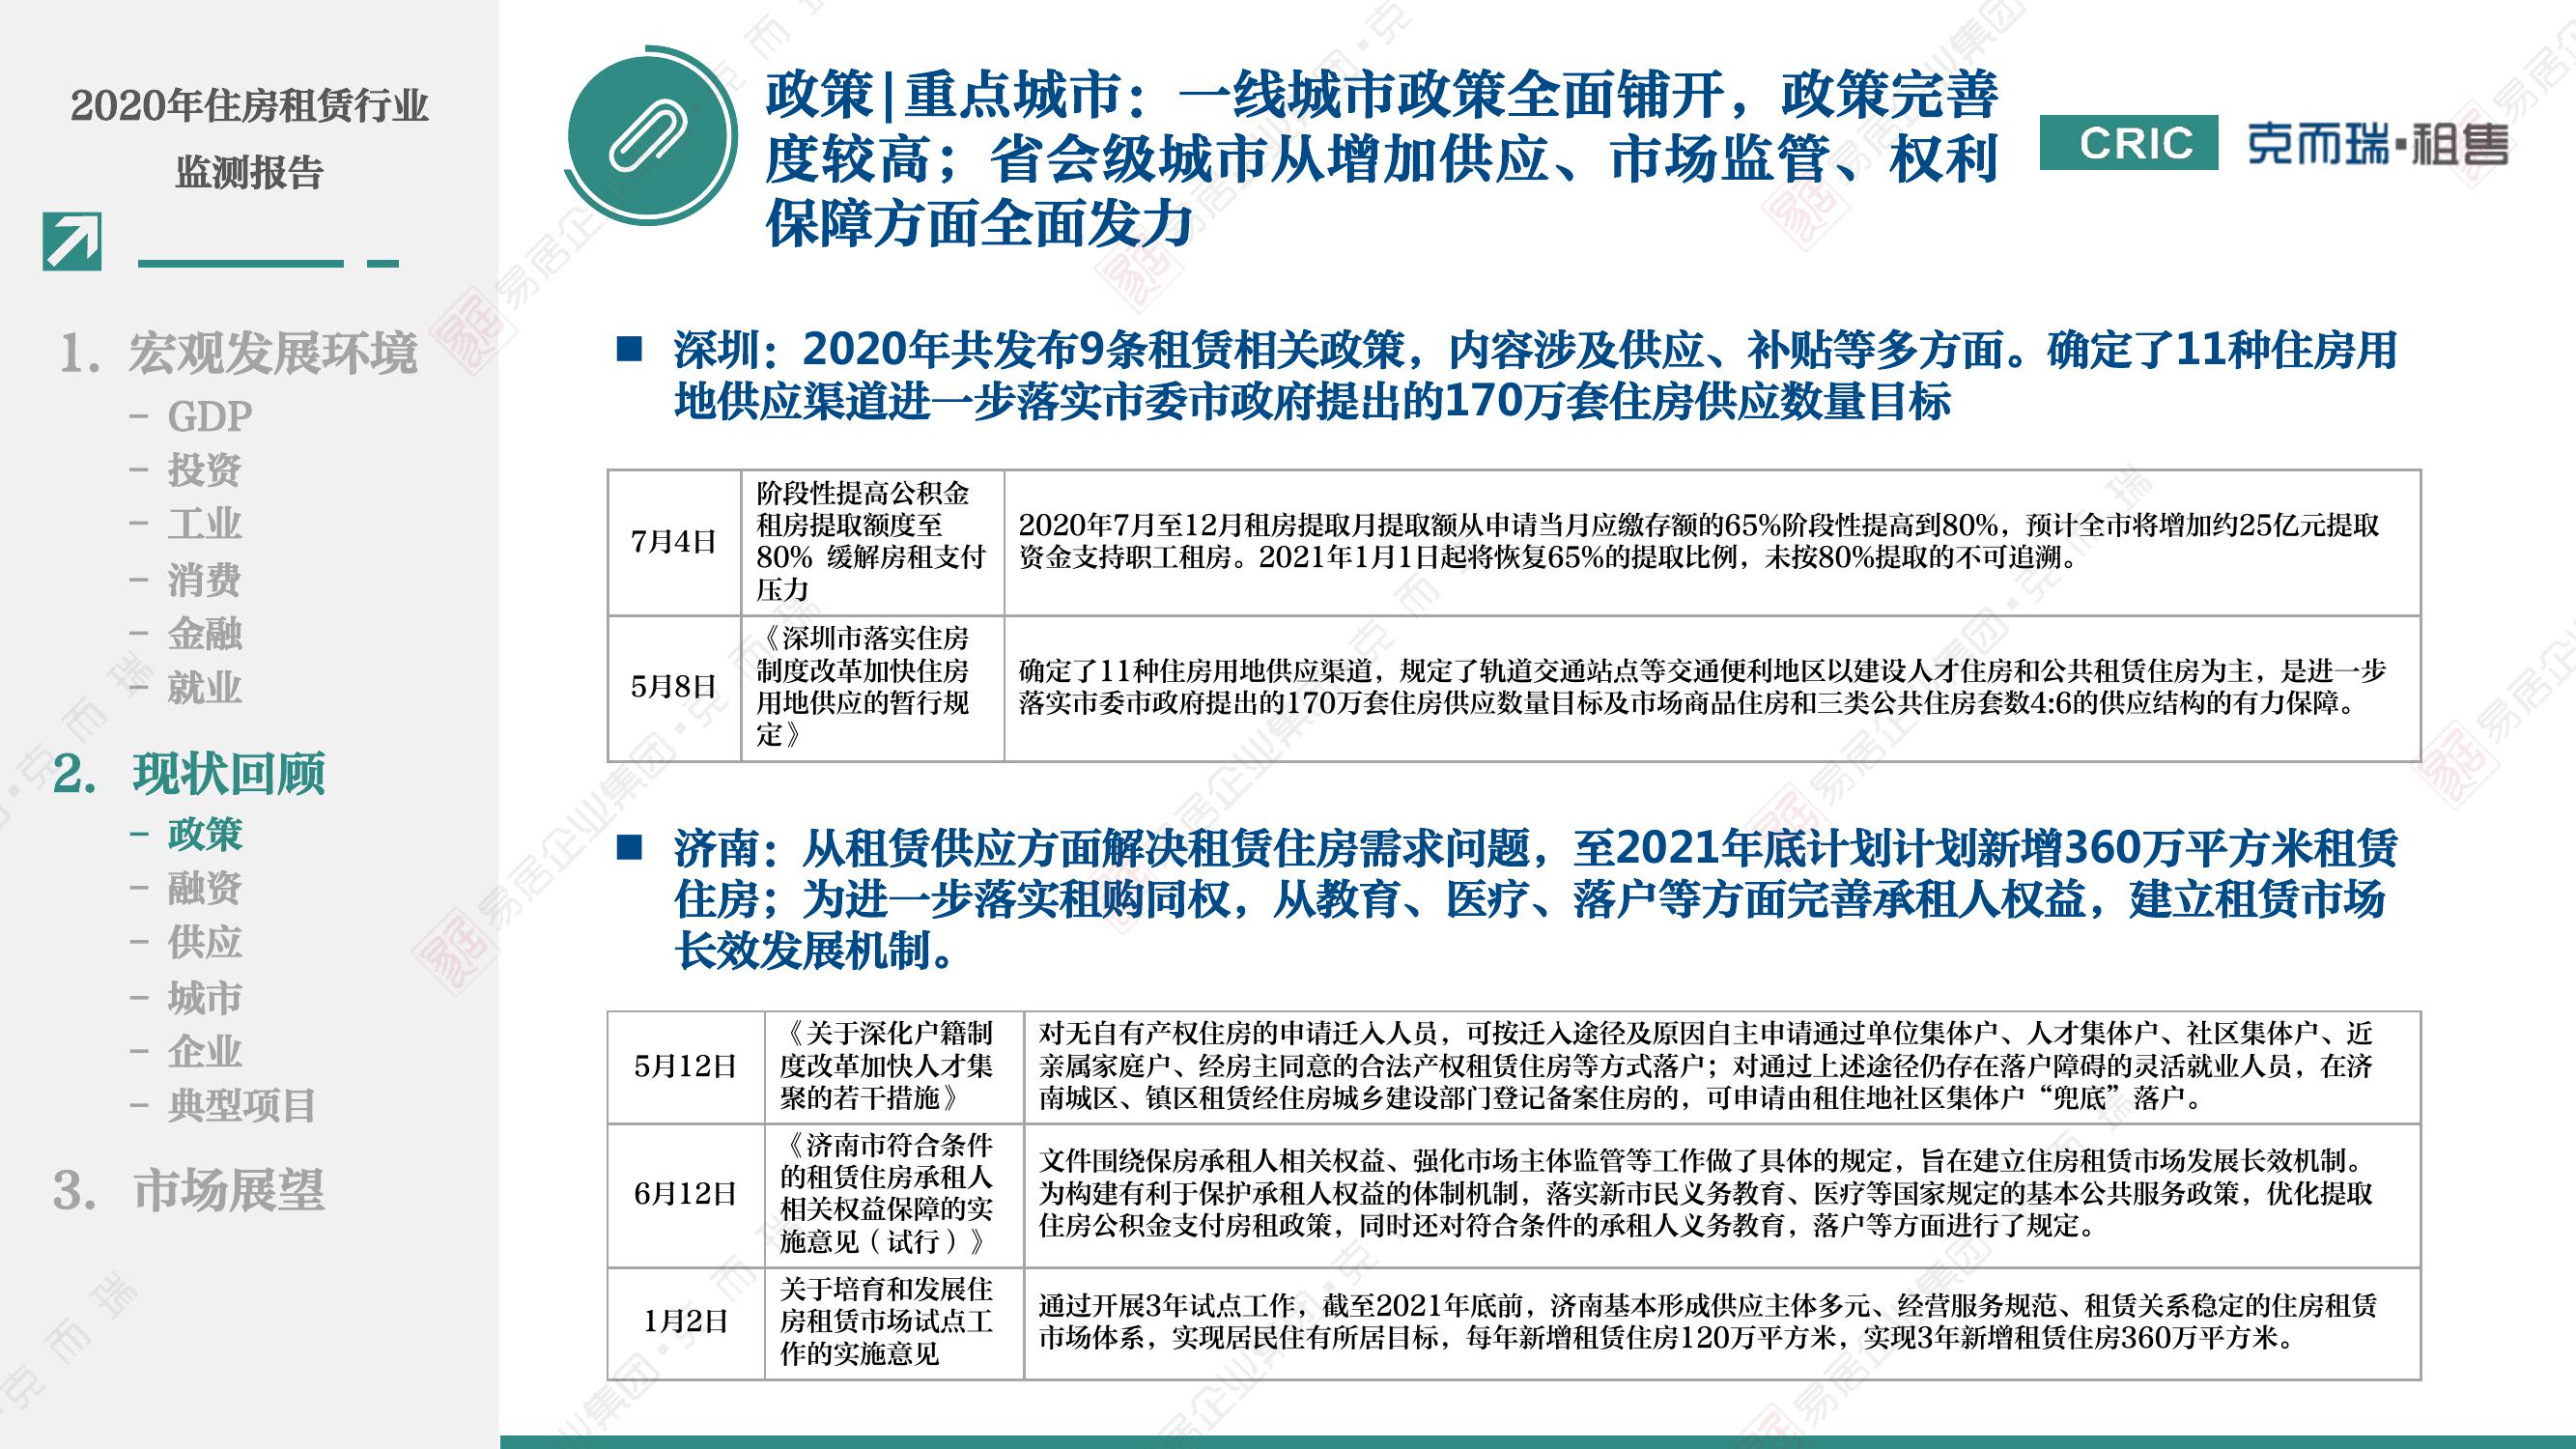 2020年住房租赁行业
监测报告
1. 宏观发展环境
– GDP
– 投资
– 工业
– 消费
– 金融
– 就业
2. 现状回顾
– 政策
– 融资
– 供应
– 城市
– 企业
– 典型项目
3. 市场展望
政策|重点城市：一线城市政策全面铺开，政策完善
度较高；省会级城市从增加供应、市场监管、权利
保障方面全面发力
CRIC 克而瑞·租售
■ 深圳：2020年共发布9条租赁相关政策，内容涉及供应、补贴等多方面。确定了11种住房用
地供应渠道进一步落实市委市政府提出的170万套住房供应数量目标
7月4日
阶段性提高公积金
租房提取额度至
80% 缓解房租支付
压力
2020年7月至12月租房提取月提取额从申请当月应缴存额的65%阶段性提高到80%，预计全市将增加约25亿元提取
资金支持职工租房。2021年1月1日起将恢复65%的提取比例，未按80%提取的不可追溯。
5月8日
《深圳市落实住房
制度改革加快住房
用地供应的暂行规
定》
确定了11种住房用地供应渠道，规定了轨道交通站点等交通便利地区以建设人才住房和公共租赁住房为主，是进一步
落实市委市政府提出的170万套住房供应数量目标及市场商品住房和三类公共住房套数4:6的供应结构的有力保障。
■ 济南：从租赁供应方面解决租赁住房需求问题，至2021年底计划计划新增360万平方米租赁
住房；为进一步落实租购同权，从教育、医疗、落户等方面完善承租人权益，建立租赁市场
长效发展机制。
5月12日
《关于深化户籍制
度改革加快人才集
聚的若干措施》
对无自有产权住房的申请迁入人员，可按迁入途径及原因自主申请通过单位集体户、人才集体户、社区集体户、近
亲属家庭户、经房主同意的合法产权租赁住房等方式落户；对通过上述途径仍存在落户障碍的灵活就业人员，在济
南城区、镇区租赁经住房城乡建设部门登记备案住房的，可申请由租住地社区集体户“兜底”落户。
6月12日
《济南市符合条件
的租赁住房承租人
相关权益保障的实
施意见（试行）》
文件围绕保房承租人相关权益、强化市场主体监管等工作做了具体的规定，旨在建立住房租赁市场发展长效机制。
为构建有利于保护承租人权益的体制机制，落实新市民义务教育、医疗等国家规定的基本公共服务政策，优化提取
住房公积金支付房租政策，同时还对符合条件的承租人义务教育，落户等方面进行了规定。
1月2日
关于培育和发展住
房租赁市场试点工
作的实施意见
通过开展3年试点工作，截至2021年底前，济南基本形成供应主体多元、经营服务规范、租赁关系稳定的住房租赁
市场体系，实现居民住有所居目标，每年新增租赁住房120万平方米，实现3年新增租赁住房360万平方米。
易居企业集团·克而瑞